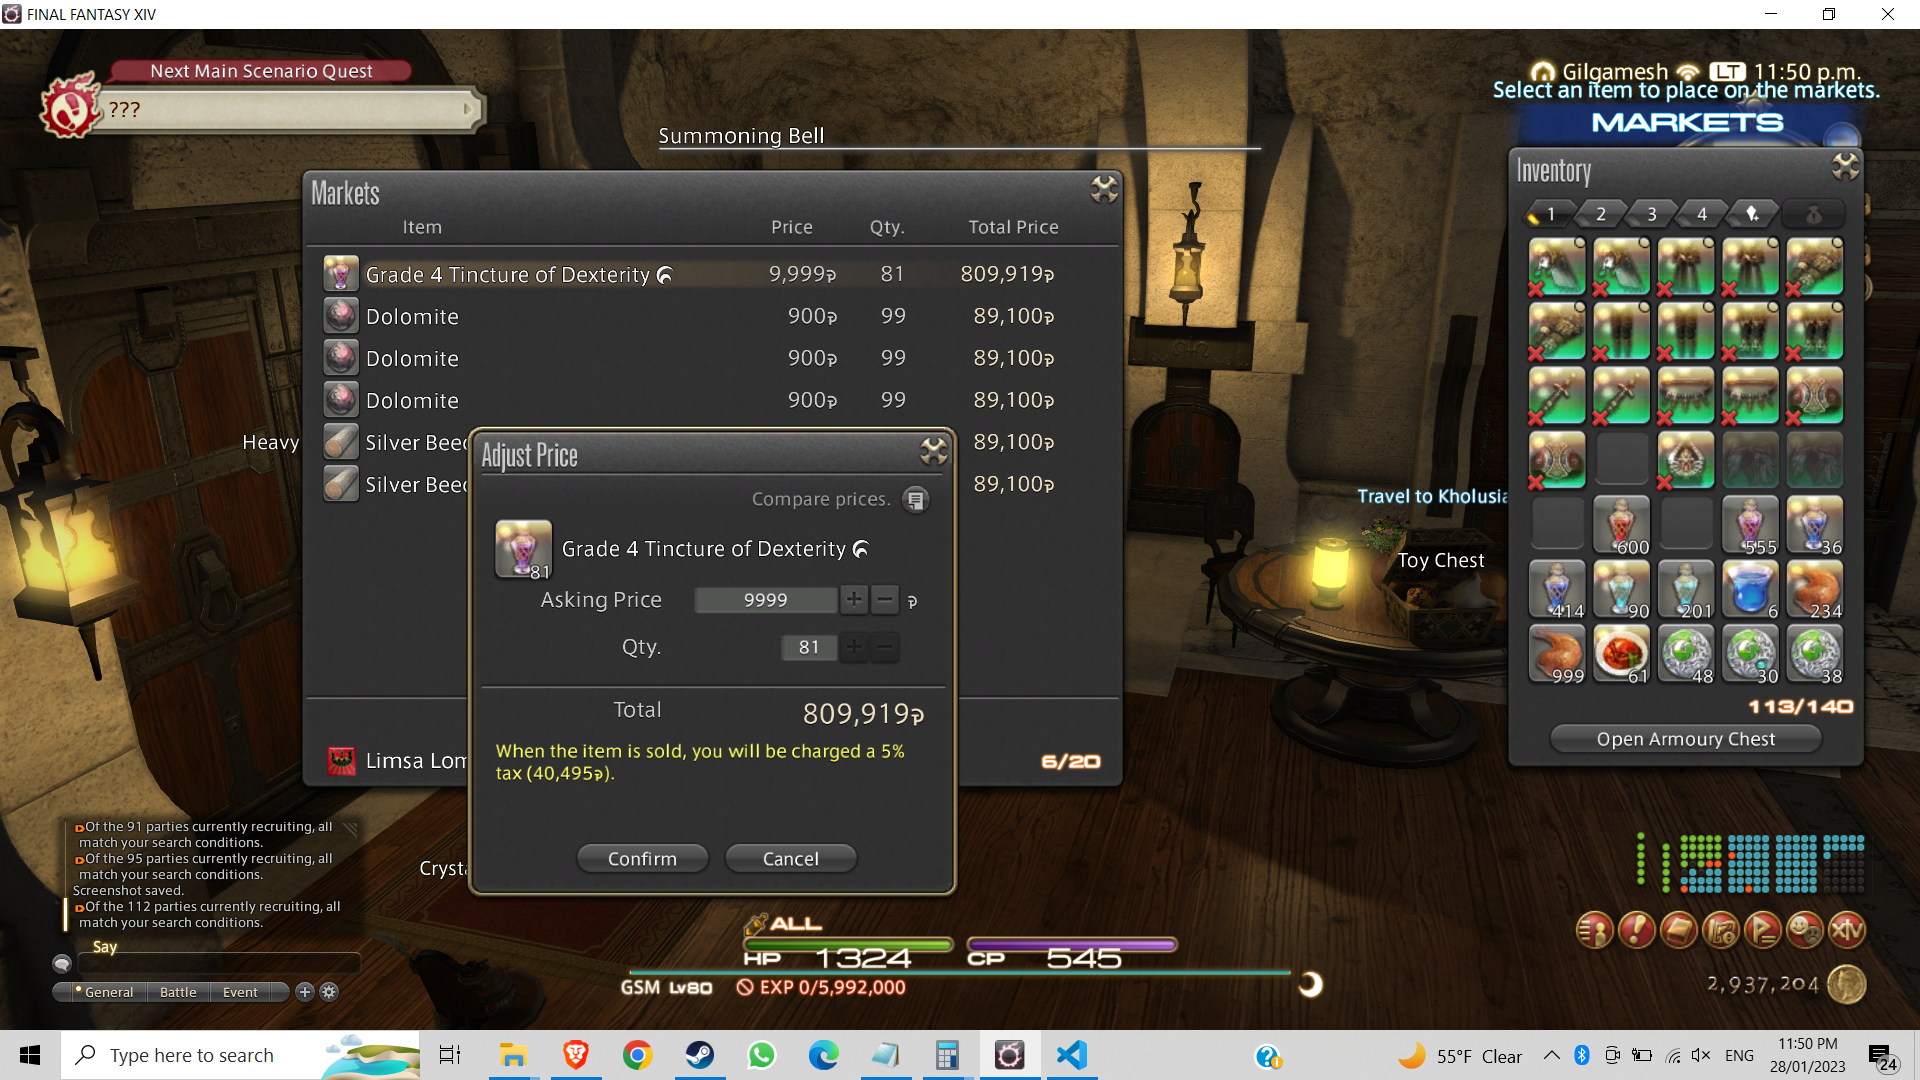 FINAL FANTASY XIV
Next Main Scenario Quest
???
Gilgamesh LT 11:50 p.m.
Select an item to place on the markets.
MARKETS
Summoning Bell
Markets
Item Price Qty. Total Price
Grade 4 Tincture of Dexterity 9,999 81 809,919
Dolomite 900 99 89,100
Dolomite 900 99 89,100
Dolomite 900 99 89,100
Silver Beec 89,100
Silver Beec 89,100
Limsa Lom 6/20
Heavy
Adjust Price
Compare prices.
81
Grade 4 Tincture of Dexterity
Asking Price 9999
Qty. 81
Total 809,919
When the item is sold, you will be charged a 5%
tax (40,495).
Confirm Cancel
Inventory
1 2 3 4
600 555 36
414 90 201 6 234
999 61 48 30 38
113/140
Open Armoury Chest
Travel to Kholusia
Toy Chest
Crysta
Of the 91 parties currently recruiting, all
match your search conditions.
Of the 95 parties currently recruiting, all
match your search conditions.
Screenshot saved.
Of the 112 parties currently recruiting, all
match your search conditions.
Say
General Battle Event
ALL
HP 1324 CP 545
GSM Lv80 EXP 0/5,992,000
XIV
2,937,204
Type here to search
55°F Clear
ENG
11:50 PM
28/01/2023
24